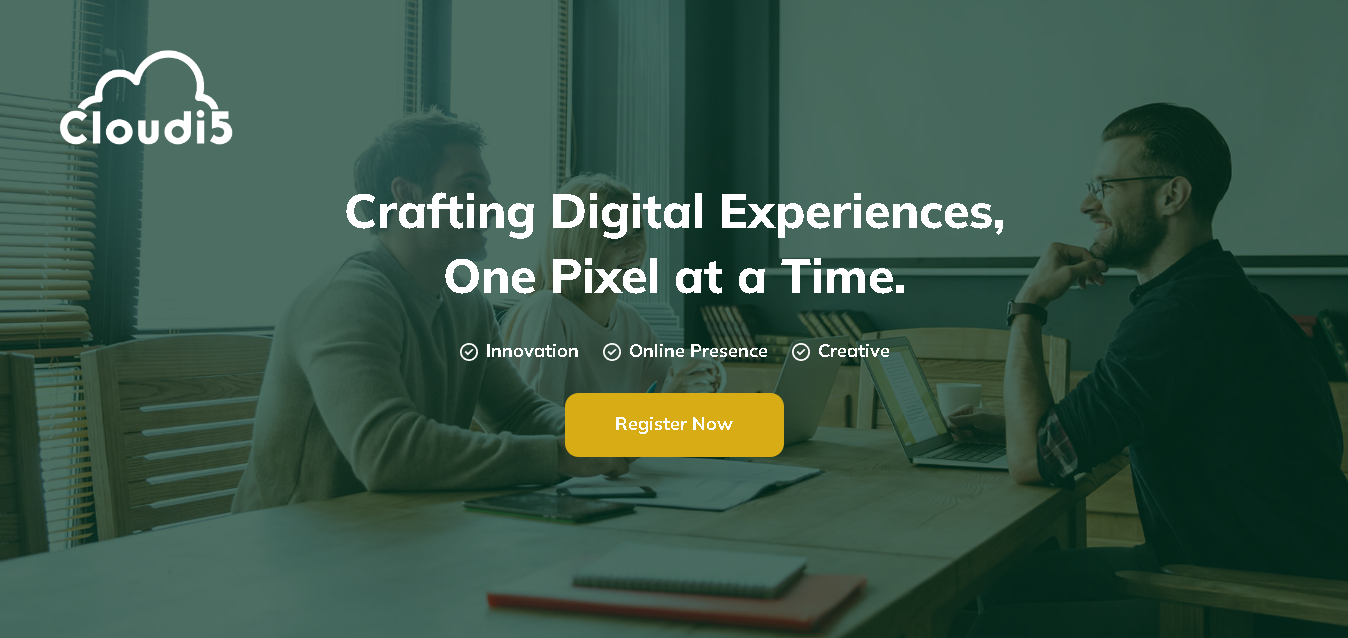 Cloudi5
Crafting Digital Experiences,
One Pixel at a Time.
Innovation Online Presence Creative
Register Now